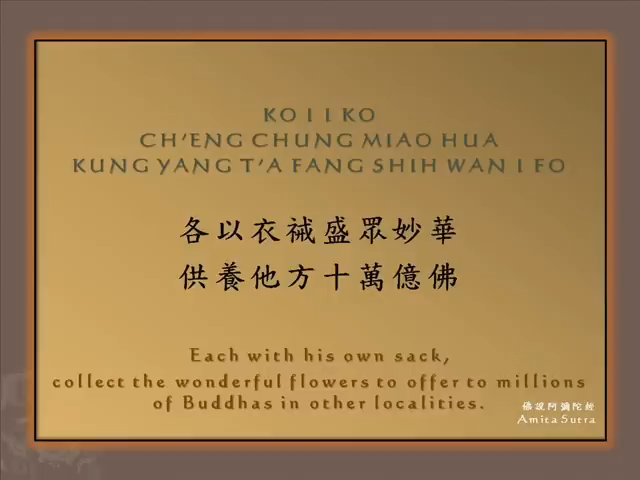 KO I I KO
CH'ENG CHUNG MIAO HUA
KUNG YANG T'A FANG SHIH WAN I FO
各以衣裓盛眾妙華
供養他方十萬億佛
Each with his own sack,
collect the wonderful flowers to offer to millions
of Buddhas in other localities.
佛說阿彌陀經
Amita Sutra